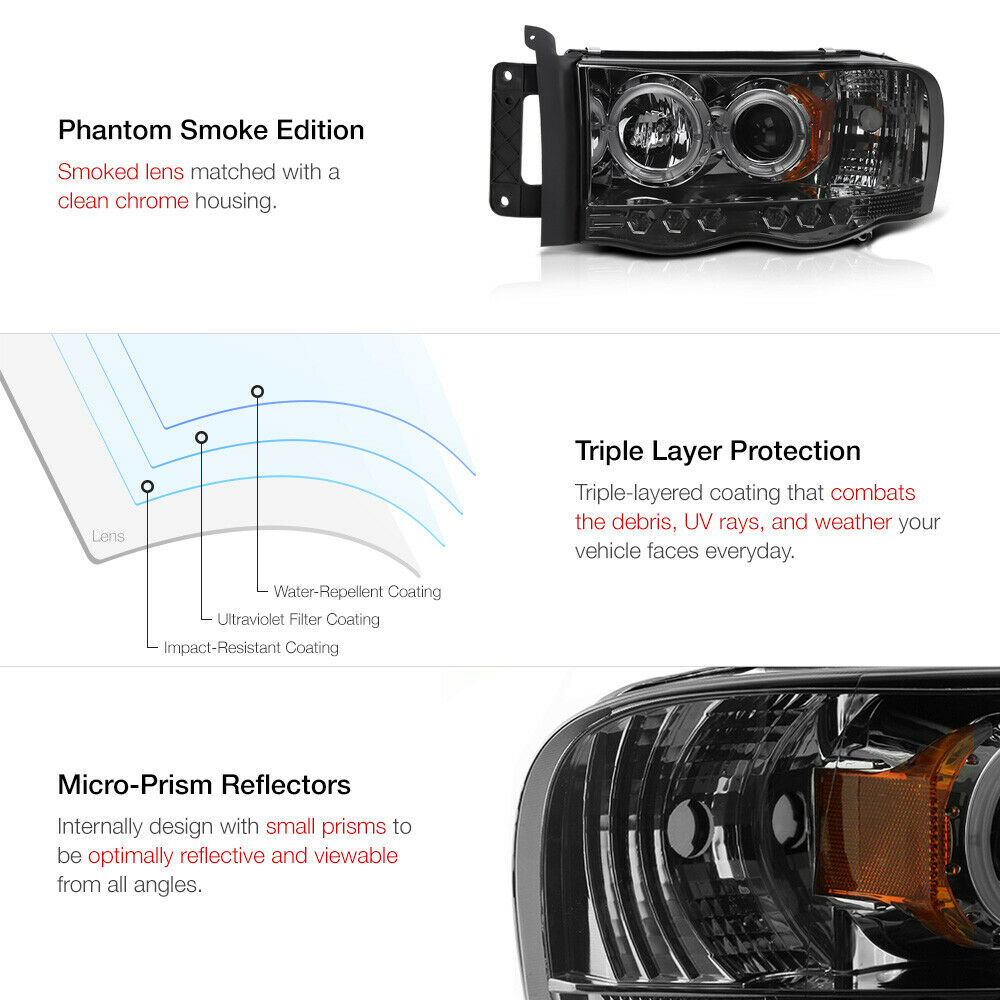 Phantom Smoke Edition
Smoked lens matched with a
clean chrome housing.
Lens
Water-Repellent Coating
Ultraviolet Filter Coating
Impact-Resistant Coating
Triple Layer Protection
Triple-layered coating that combats
the debris, UV rays, and weather your
vehicle faces everyday.
Micro-Prism Reflectors
Internally design with small prisms to
be optimally reflective and viewable
from all angles.